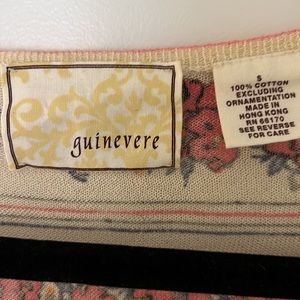 guinevere
S
100% COTTON
EXCLUDING
ORNAMENTATION
MADE IN
HONG KONG
RN 66170
SEE REVERSE
FOR CARE